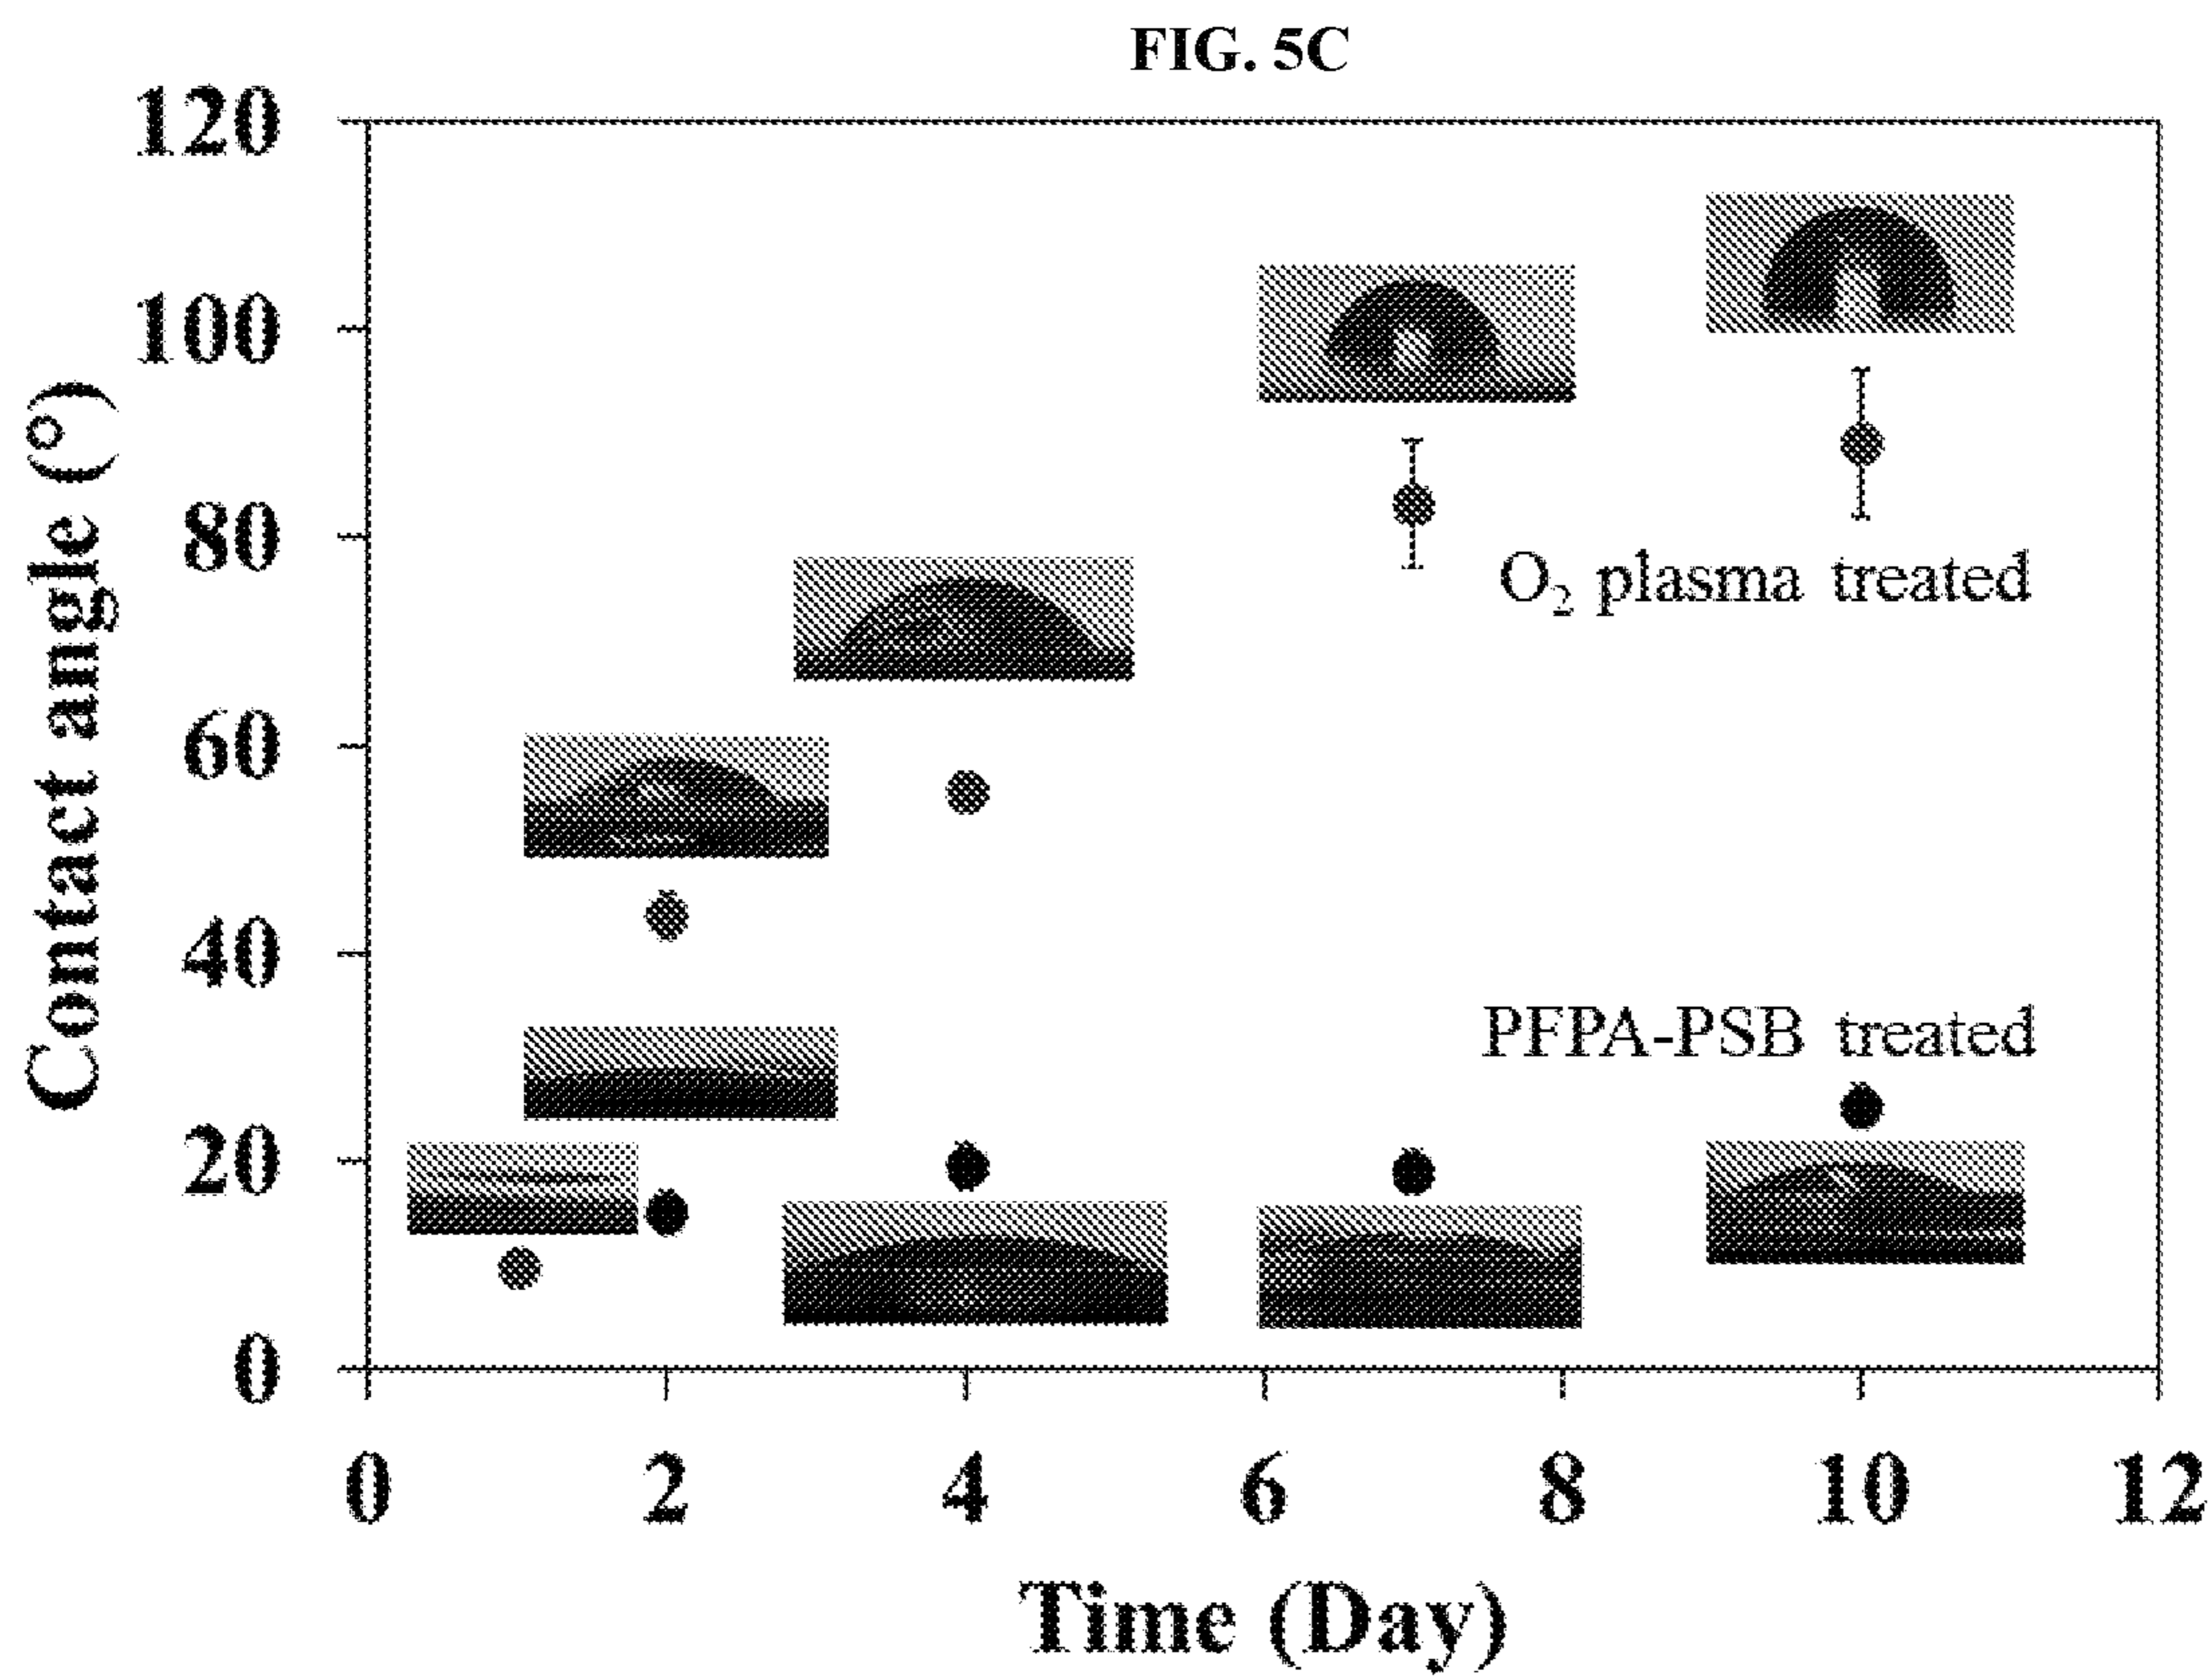 FIG. 5C
120
100
80
60
40
20
0
Contact angle (°)
O₂ plasma treated
PFPA-PSB treated
0 2 4 6 8 10 12
Time (Day)